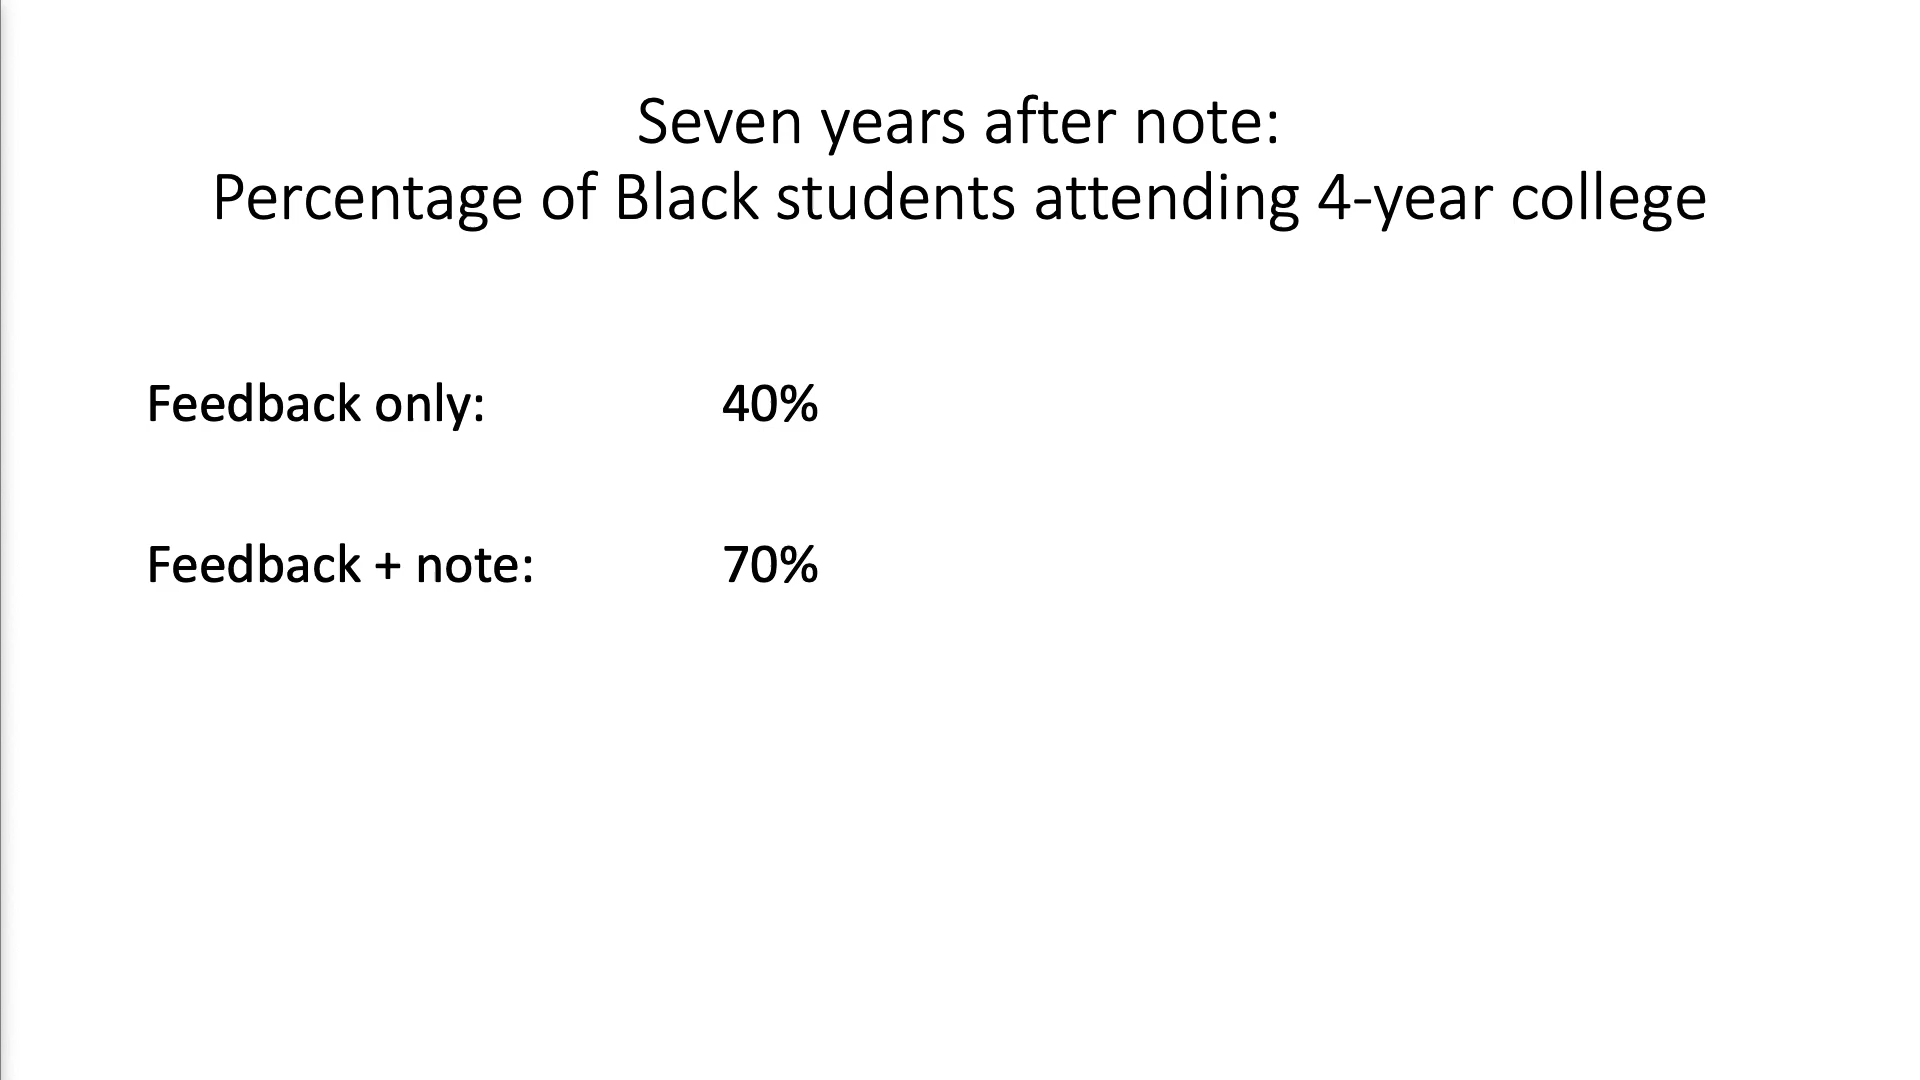 Seven years after note:
Percentage of Black students attending 4-year college
Feedback only: 40%
Feedback + note: 70%